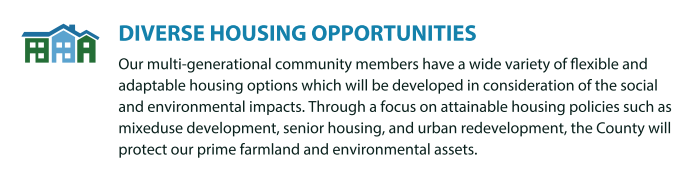 DIVERSE HOUSING OPPORTUNITIES
Our multi-generational community members have a wide variety of flexible and
adaptable housing options which will be developed in consideration of the social
and environmental impacts. Through a focus on attainable housing policies such as
mixeduse development, senior housing, and urban redevelopment, the County will
protect our prime farmland and environmental assets.